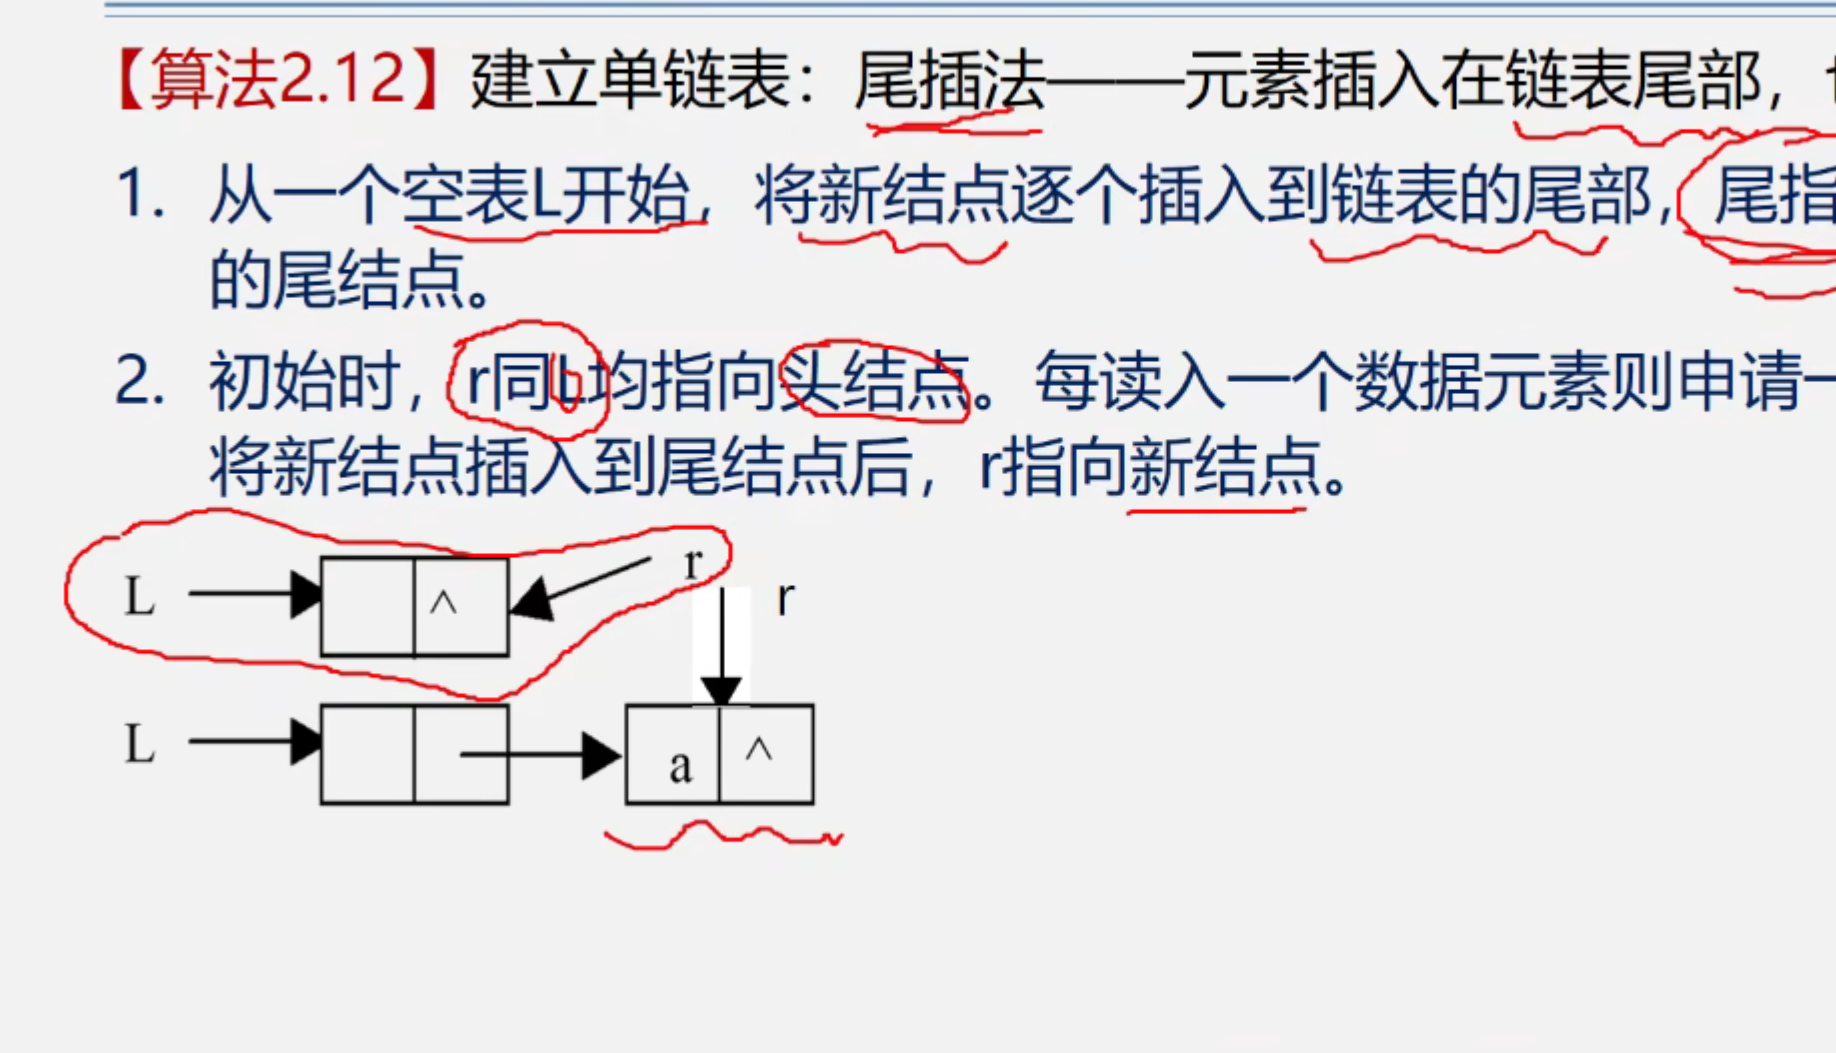 【算法2.12】建立单链表：尾插法——元素插入在链表尾部，
1. 从一个空表L开始，将新结点逐个插入到链表的尾部，尾指
的尾结点。
2. 初始时，r同L均指向头结点。每读入一个数据元素则申请一
将新结点插入到尾结点后，r指向新结点。
L ^ r
r
L a ^